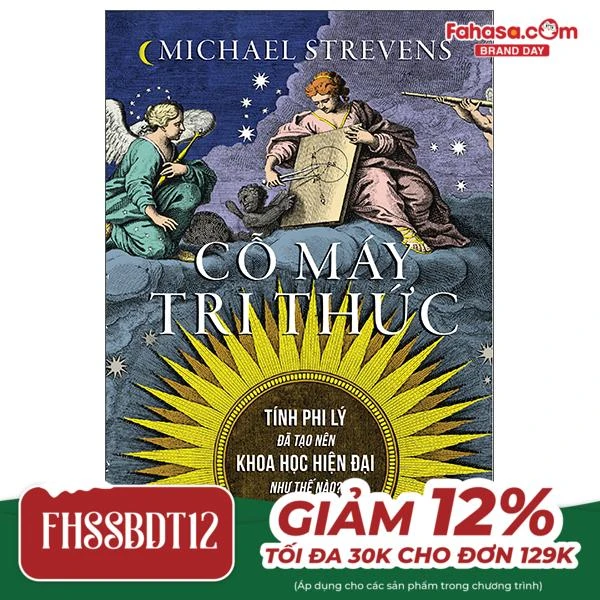 Fahasa.com
BRAND DAY
MICHAEL STREVENS
CỖ MÁY
TRI THỨC
TÍNH PHI LÝ
ĐÃ TẠO NÊN
KHOA HỌC HIỆN ĐẠI
NHƯ THẾ NÀO?
FHSSBDT12
GIẢM 12%
TỐI ĐA 30K CHO ĐƠN 129K
(Áp dụng cho các sản phẩm trong chương trình)